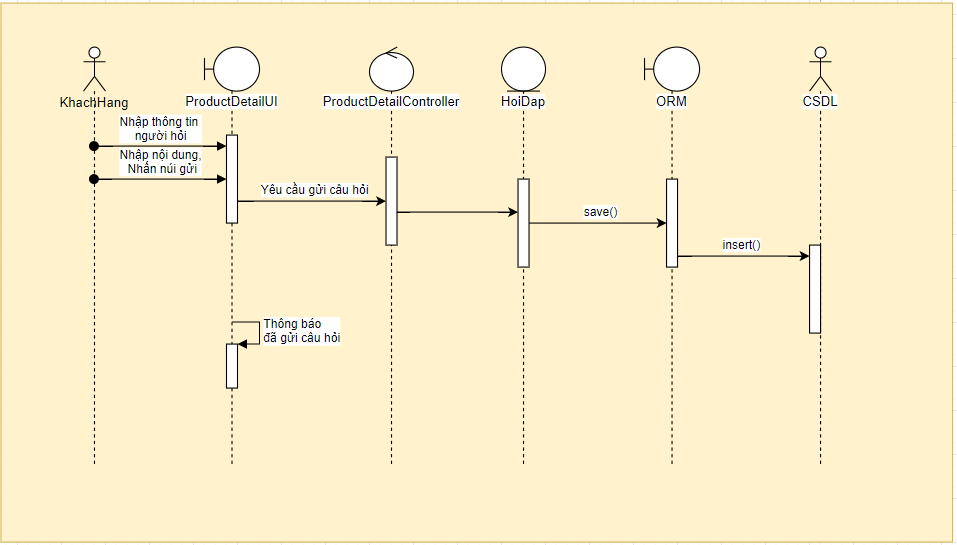 KhachHang
ProductDetailUI
ProductDetailController
HoiDap
ORM
CSDL
Nhập thông tin
người hỏi
Nhập nội dung,
Nhấn núi gửi
Yêu cầu gửi câu hỏi
save()
insert()
Thông báo
đã gửi câu hỏi